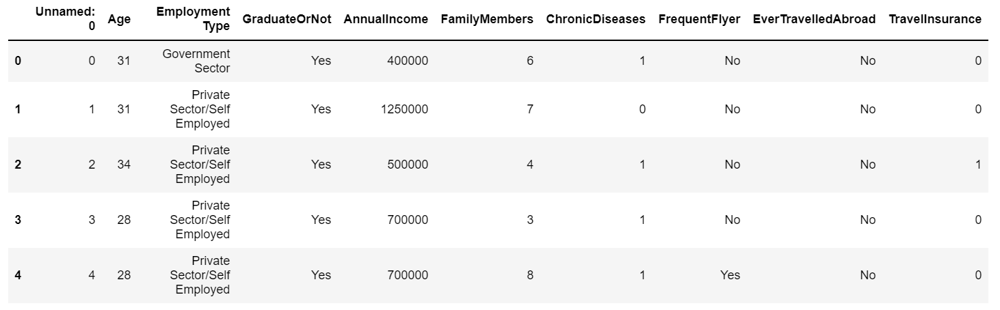 Unnamed: 0 Age Employment Type GraduateOrNot AnnualIncome FamilyMembers ChronicDiseases FrequentFlyer EverTravelledAbroad TravelInsurance
0 0 31 Government Sector Yes 400000 6 1 No No 0
1 1 31 Private Sector/Self Employed Yes 1250000 7 0 No No 0
2 2 34 Private Sector/Self Employed Yes 500000 4 1 No No 1
3 3 28 Private Sector/Self Employed Yes 700000 3 1 No No 0
4 4 28 Private Sector/Self Employed Yes 700000 8 1 Yes No 0